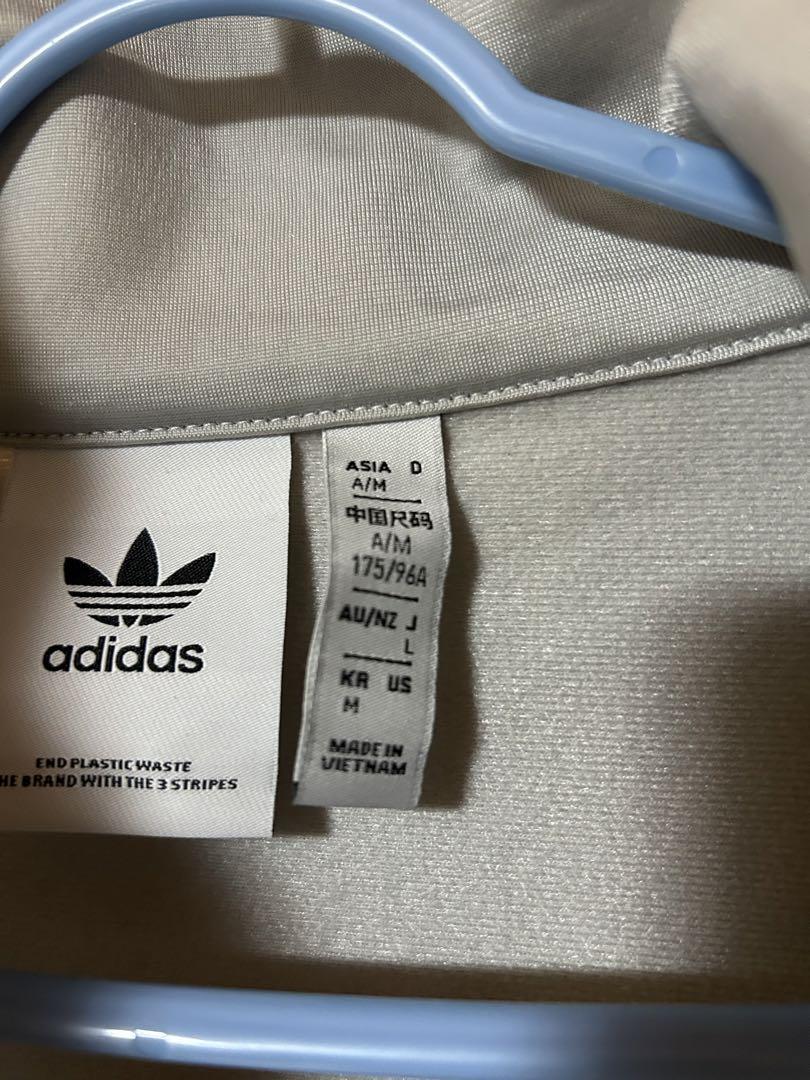 adidas
END PLASTIC WASTE
HE BRAND WITH THE 3 STRIPES
ASIA D
A/M
中国尺码
A/M
175/96A
AU/NZ J
L
KR US
M
MADE IN
VIETNAM